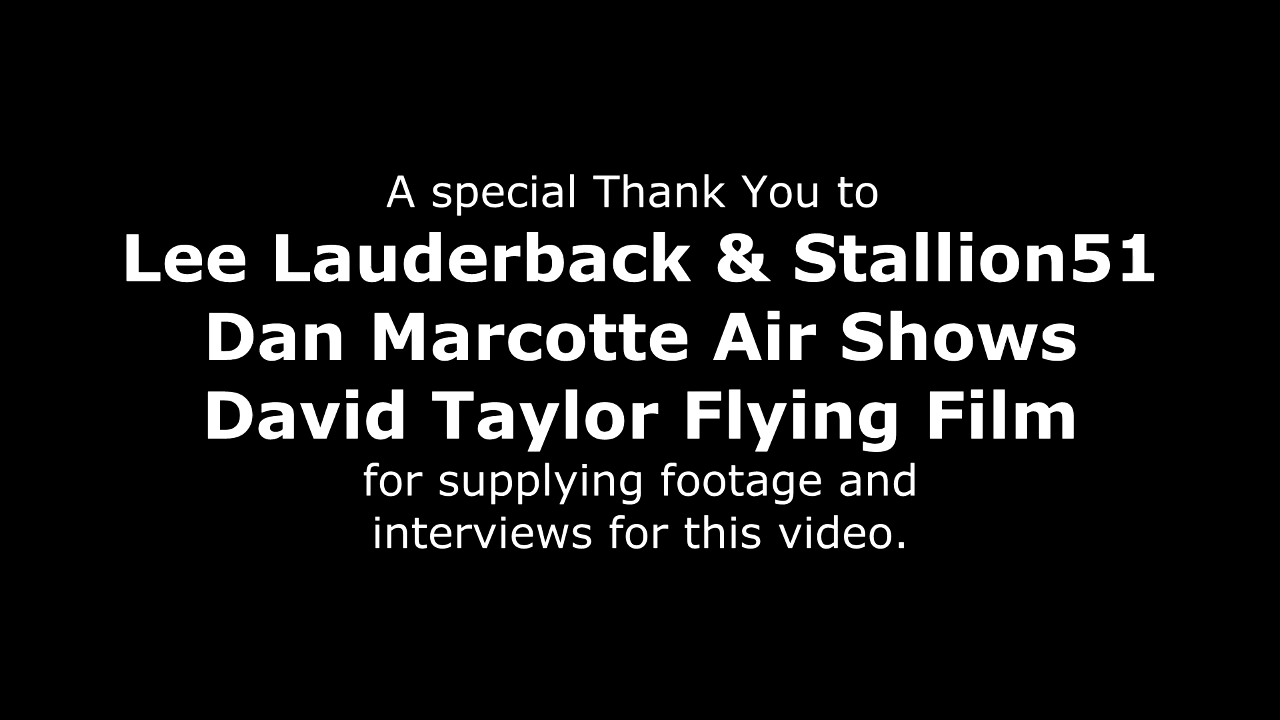 A special Thank You to
Lee Lauderback & Stallion51
Dan Marcotte Air Shows
David Taylor Flying Film
for supplying footage and
interviews for this video.